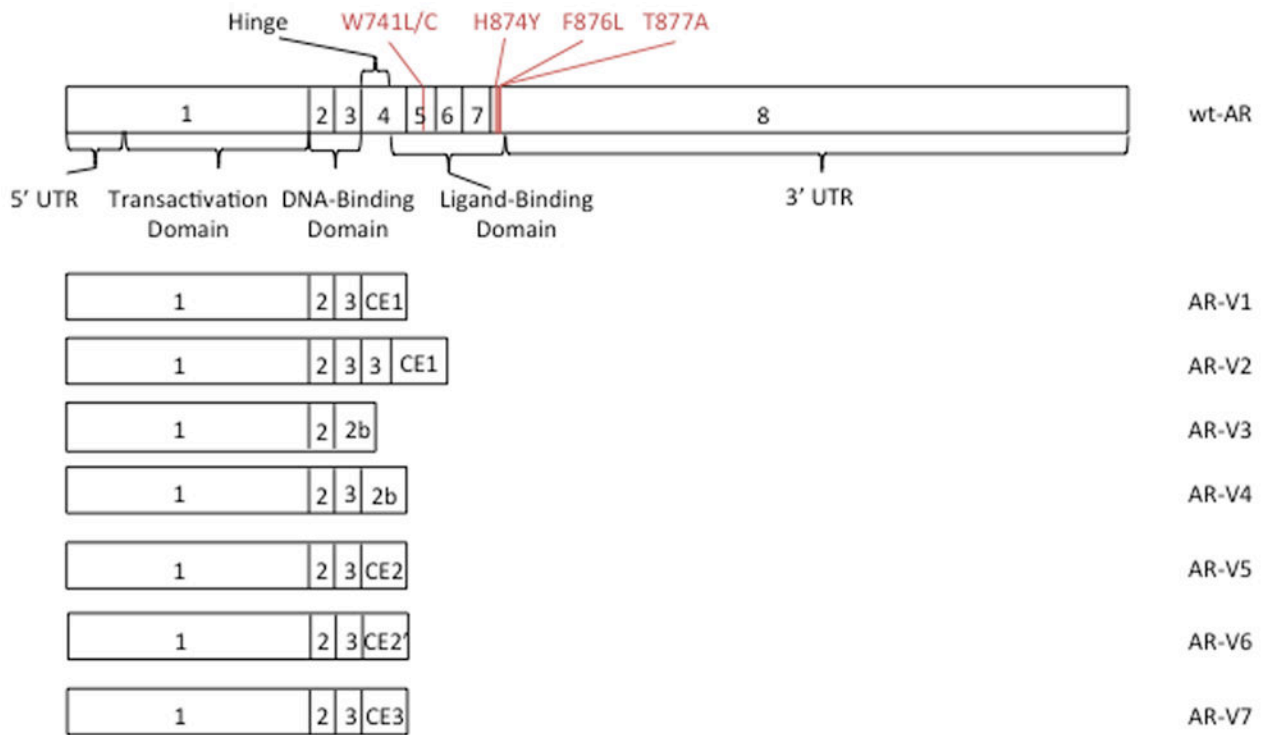 Hinge W741L/C H874Y F876L T877A
1 2 3 4 5 6 7 8 wt-AR
5’ UTR Transactivation Domain DNA-Binding Domain Ligand-Binding Domain 3’ UTR
1 2 3 CE1 AR-V1
1 2 3 3 CE1 AR-V2
1 2 2b AR-V3
1 2 3 2b AR-V4
1 2 3 CE2 AR-V5
1 2 3 CE2’ AR-V6
1 2 3 CE3 AR-V7